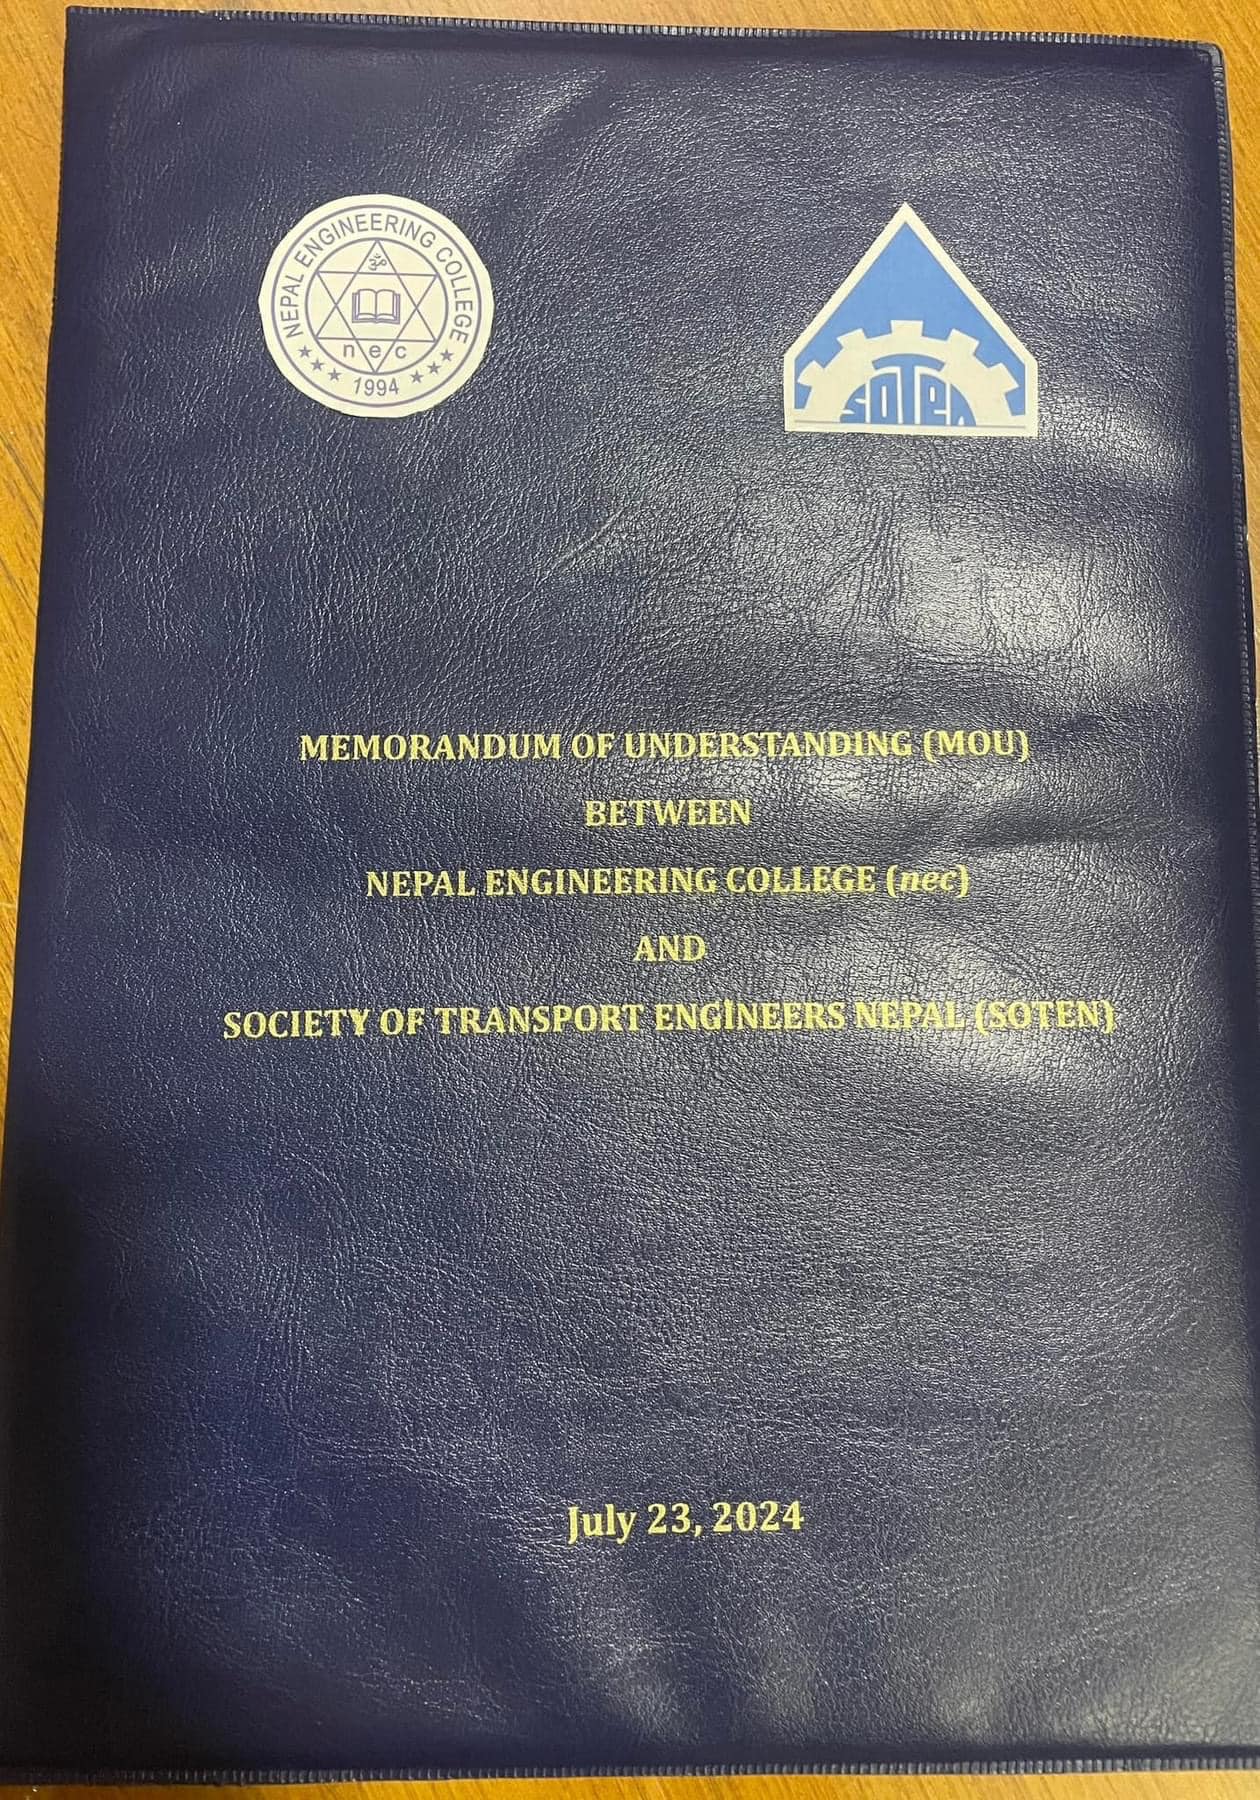 NEPAL ENGINEERING COLLEGE
ॐ
nec
1994
SOTEN
MEMORANDUM OF UNDERSTANDING (MOU)
BETWEEN
NEPAL ENGINEERING COLLEGE (nec)
AND
SOCIETY OF TRANSPORT ENGINEERS NEPAL (SOTEN)
July 23, 2024